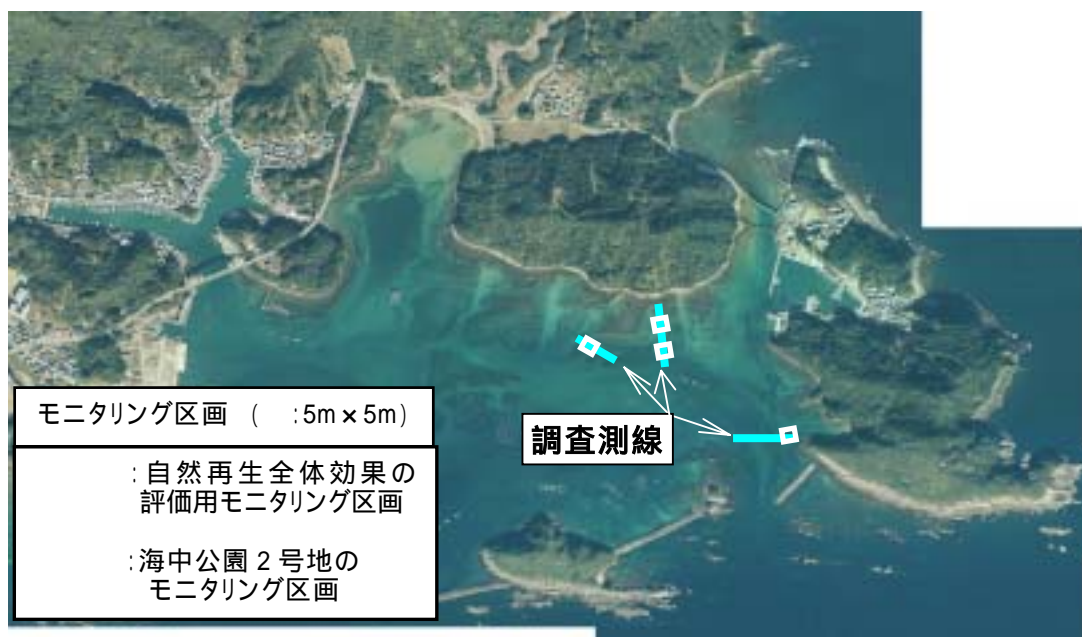 モニタリング区画 (　:5m×5m)
:自然再生全体効果の
評価用モニタリング区画
:海中公園２号地の
モニタリング区画
調査測線